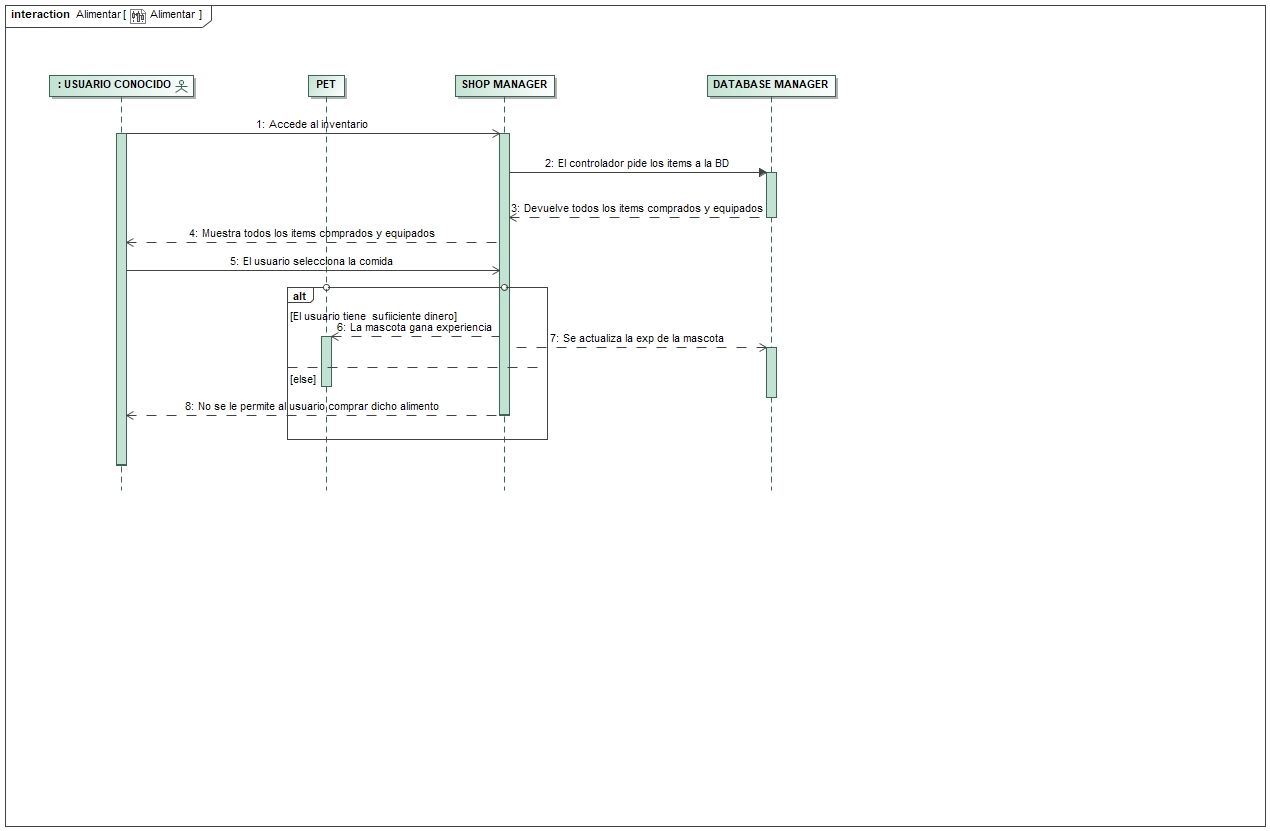 interaction Alimentar [ Alimentar ]
: USUARIO CONOCIDO
PET
SHOP MANAGER
DATABASE MANAGER
1: Accede al inventario
2: El controlador pide los items a la BD
3: Devuelve todos los items comprados y equipados
4: Muestra todos los items comprados y equipados
5: El usuario selecciona la comida
alt
[El usuario tiene sufiiciente dinero]
6: La mascota gana experiencia
7: Se actualiza la exp de la mascota
[else]
8: No se le permite al usuario comprar dicho alimento